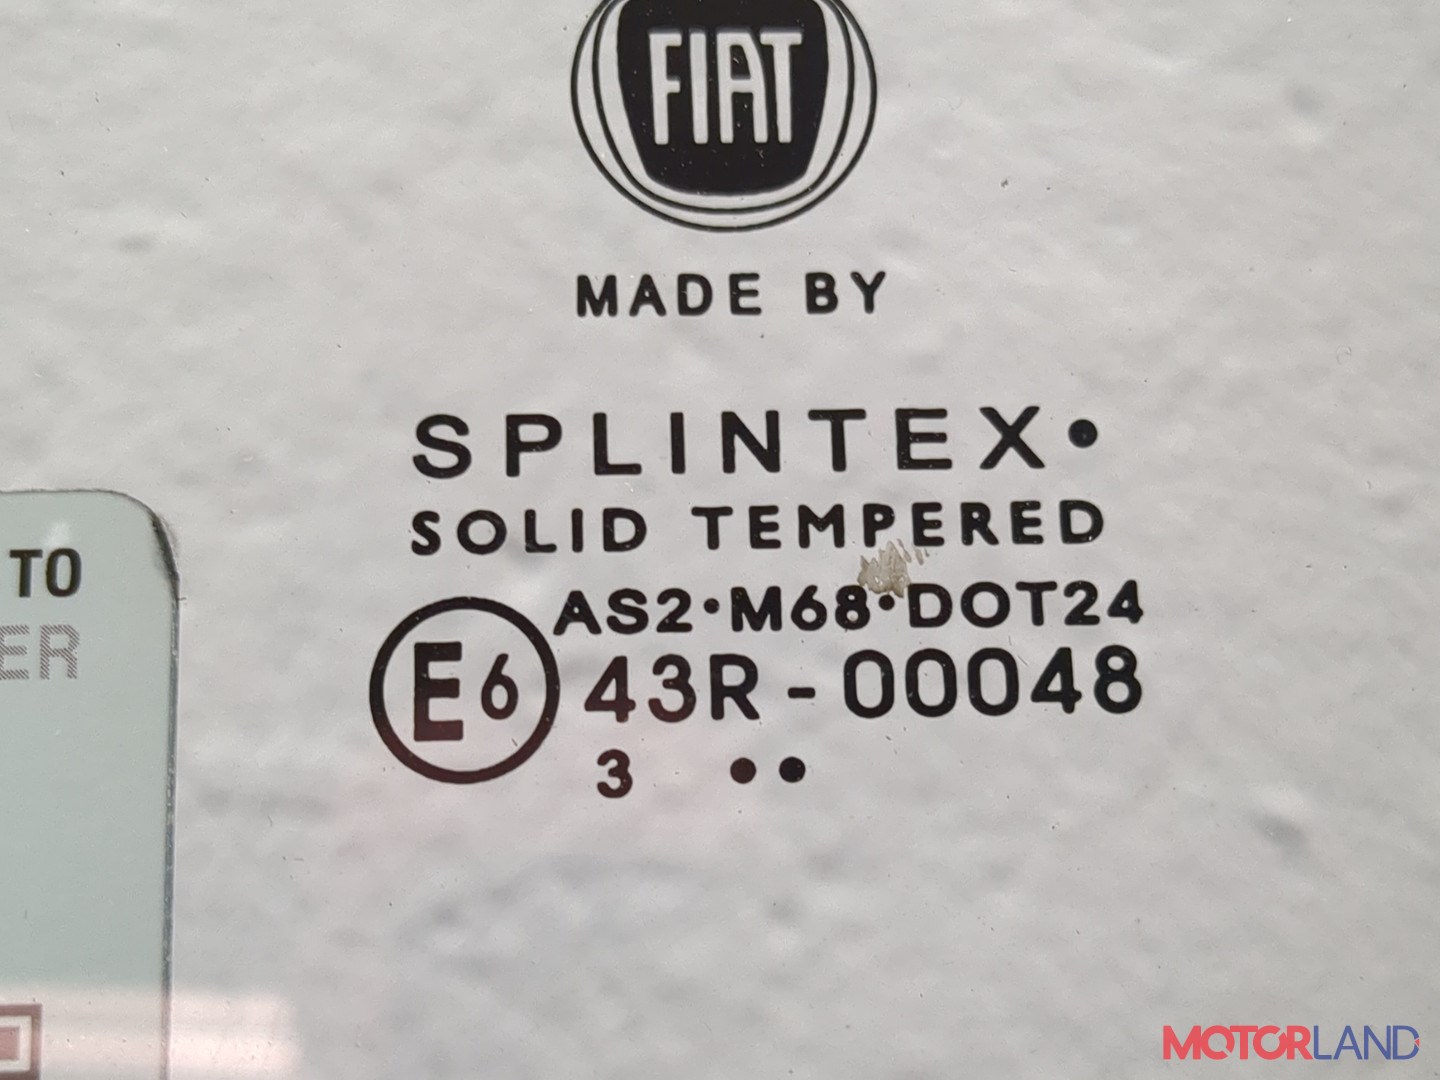 FIAT
MADE BY
SPLINTEX•
SOLID TEMPERED
AS2•M68•DOT24
E6 43R-00048
3 ••
TO
ER
MOTORLAND